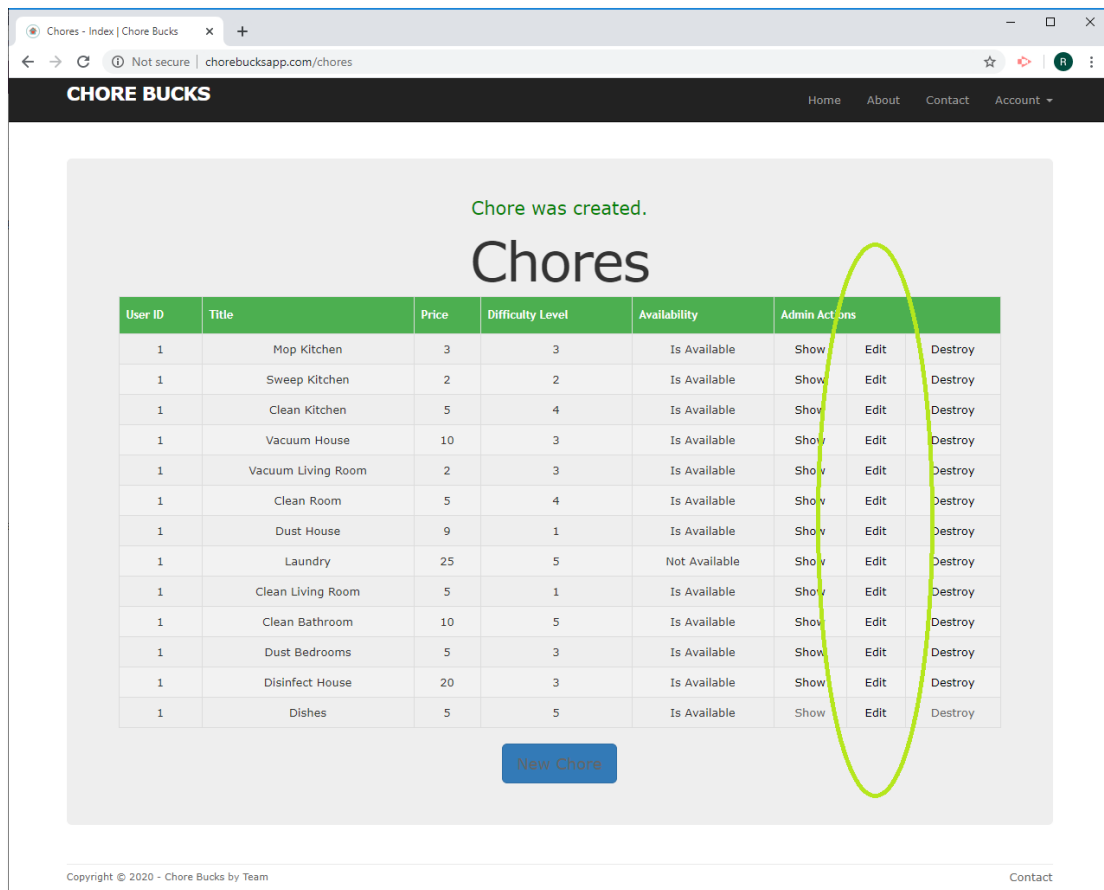 Chores - Index | Chore Bucks
Not secure | chorebucksapp.com/chores
R
CHORE BUCKS Home About Contact Account
Chore was created.
Chores
User ID Title Price Difficulty Level Availability Admin Actions
1 Mop Kitchen 3 3 Is Available Show Edit Destroy
1 Sweep Kitchen 2 2 Is Available Show Edit Destroy
1 Clean Kitchen 5 4 Is Available Show Edit Destroy
1 Vacuum House 10 3 Is Available Show Edit Destroy
1 Vacuum Living Room 2 3 Is Available Show Edit Destroy
1 Clean Room 5 4 Is Available Show Edit Destroy
1 Dust House 9 1 Is Available Show Edit Destroy
1 Laundry 25 5 Not Available Show Edit Destroy
1 Clean Living Room 5 1 Is Available Show Edit Destroy
1 Clean Bathroom 10 5 Is Available Show Edit Destroy
1 Dust Bedrooms 5 3 Is Available Show Edit Destroy
1 Disinfect House 20 3 Is Available Show Edit Destroy
1 Dishes 5 5 Is Available Show Edit Destroy
New Chore
Copyright © 2020 - Chore Bucks by Team Contact